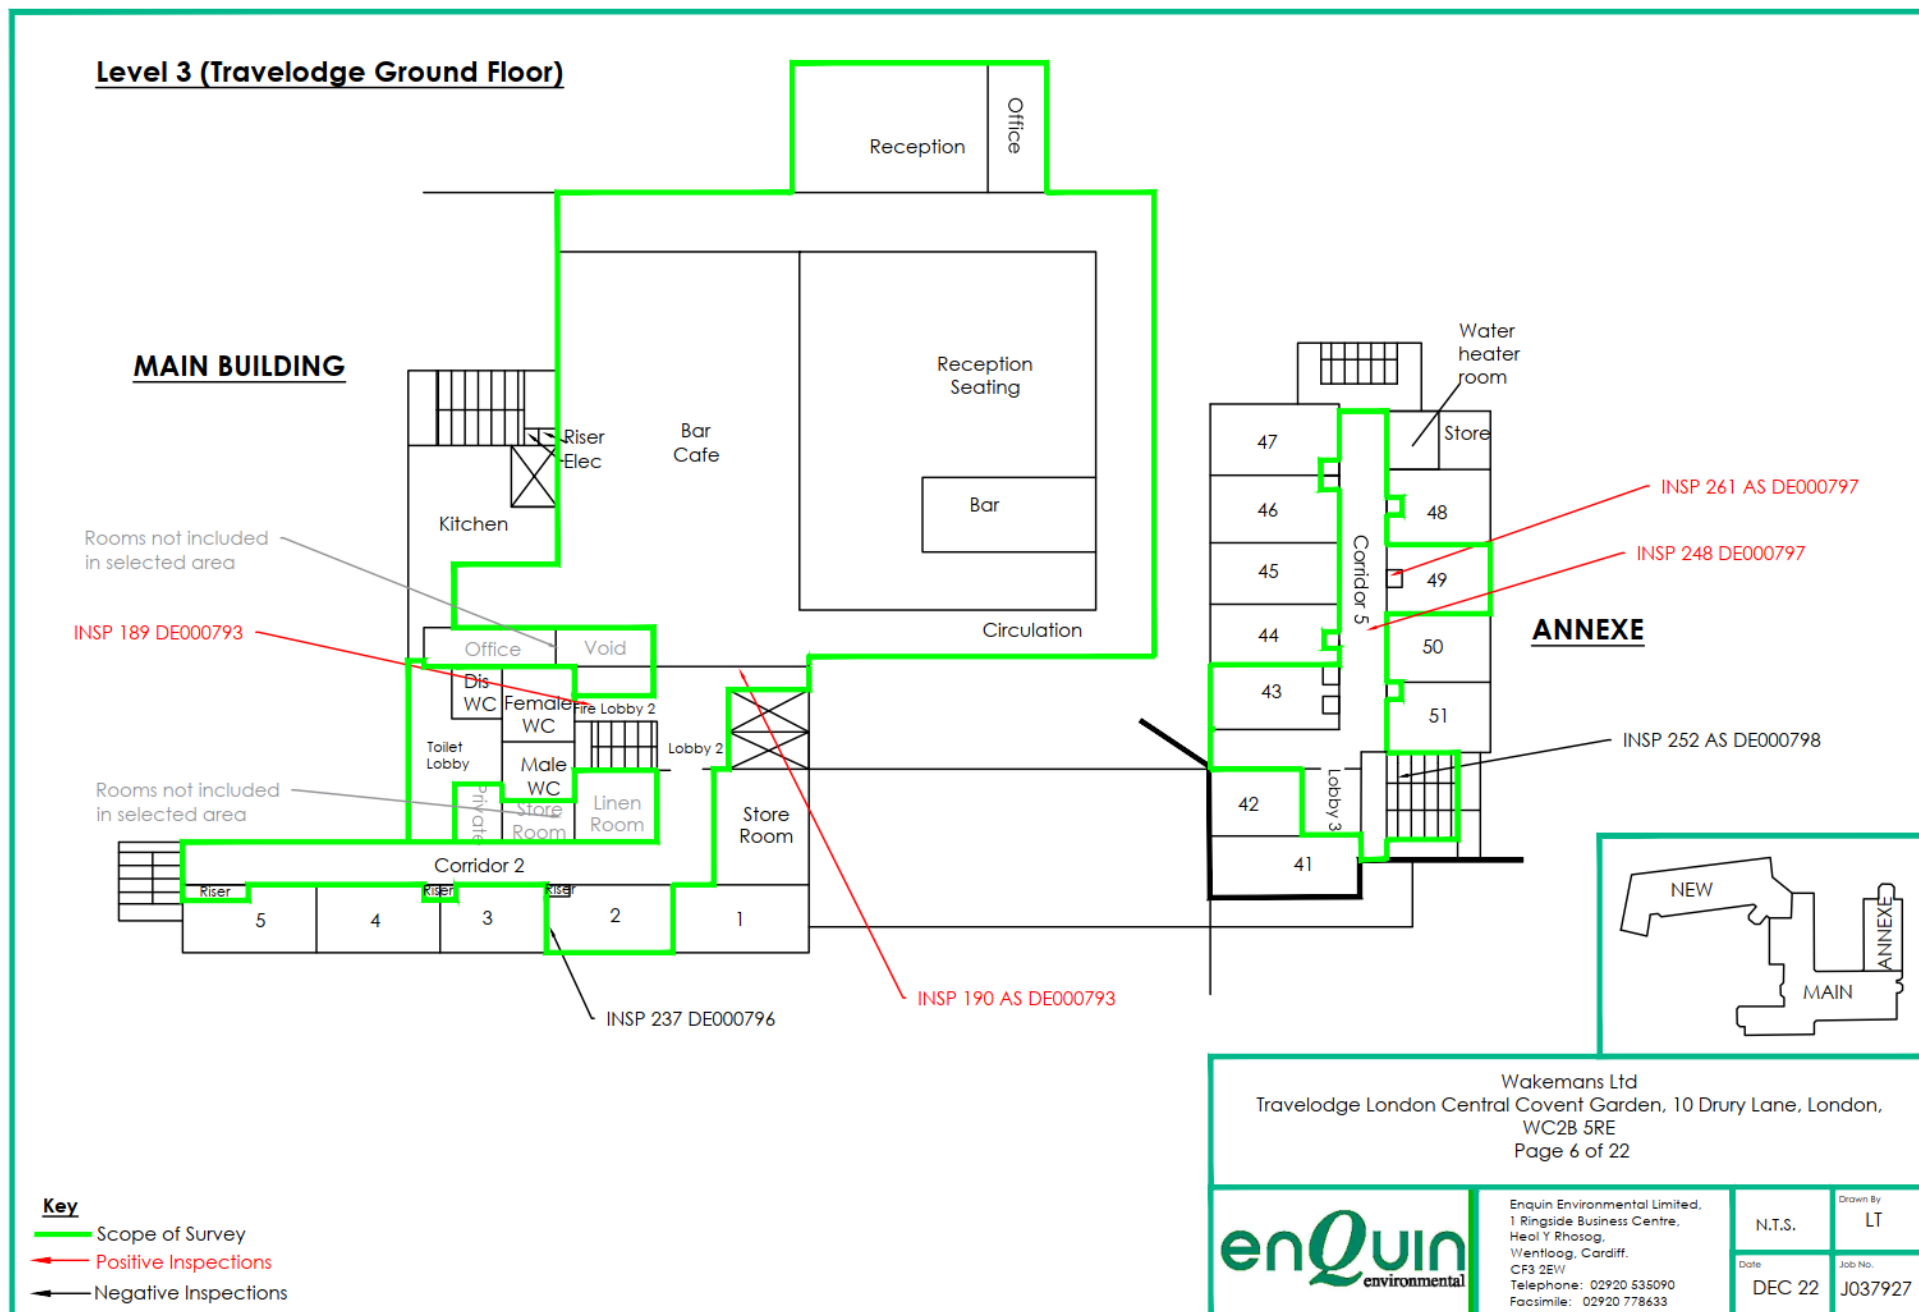 Level 3 (Travelodge Ground Floor)
Reception
Office
MAIN BUILDING
Reception
Seating
Bar
Cafe
Bar
Riser
Elec
Kitchen
Rooms not included
in selected area
INSP 189 DE000793
Office
Void
Circulation
Dis
WC
Female
WC
Fire Lobby 2
Toilet
Lobby
Male
WC
Lobby 2
Rooms not included
in selected area
Private
Store
Room
Linen
Room
Store
Room
Corridor 2
Riser
Riser
Riser
5
4
3
2
1
INSP 237 DE000796
INSP 190 AS DE000793
Water
heater
room
Store
47
46
45
44
43
42
41
48
49
50
51
Corridor 5
Lobby 3
INSP 261 AS DE000797
INSP 248 DE000797
ANNEXE
INSP 252 AS DE000798
NEW
ANNEXE
MAIN
Wakemans Ltd
Travelodge London Central Covent Garden, 10 Drury Lane, London,
WC2B 5RE
Page 6 of 22
Key
Scope of Survey
Positive Inspections
Negative Inspections
enQuin
environmental
Enquin Environmental Limited,
1 Ringside Business Centre,
Heol Y Rhosog,
Wentloog, Cardiff.
CF3 2EW
Telephone: 02920 535090
Facsimile: 02920 778633
N.T.S.
Drawn By
LT
Date
DEC 22
Job No.
J037927